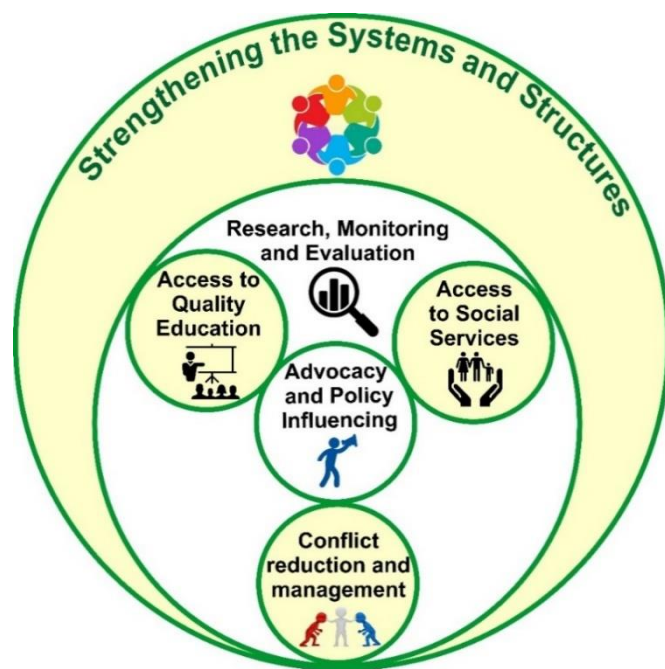 Strengthening the Systems and Structures
Research, Monitoring
and Evaluation
Access to
Quality
Education
Access
to Social
Services
Advocacy
and Policy
Influencing
Conflict
reduction and
management